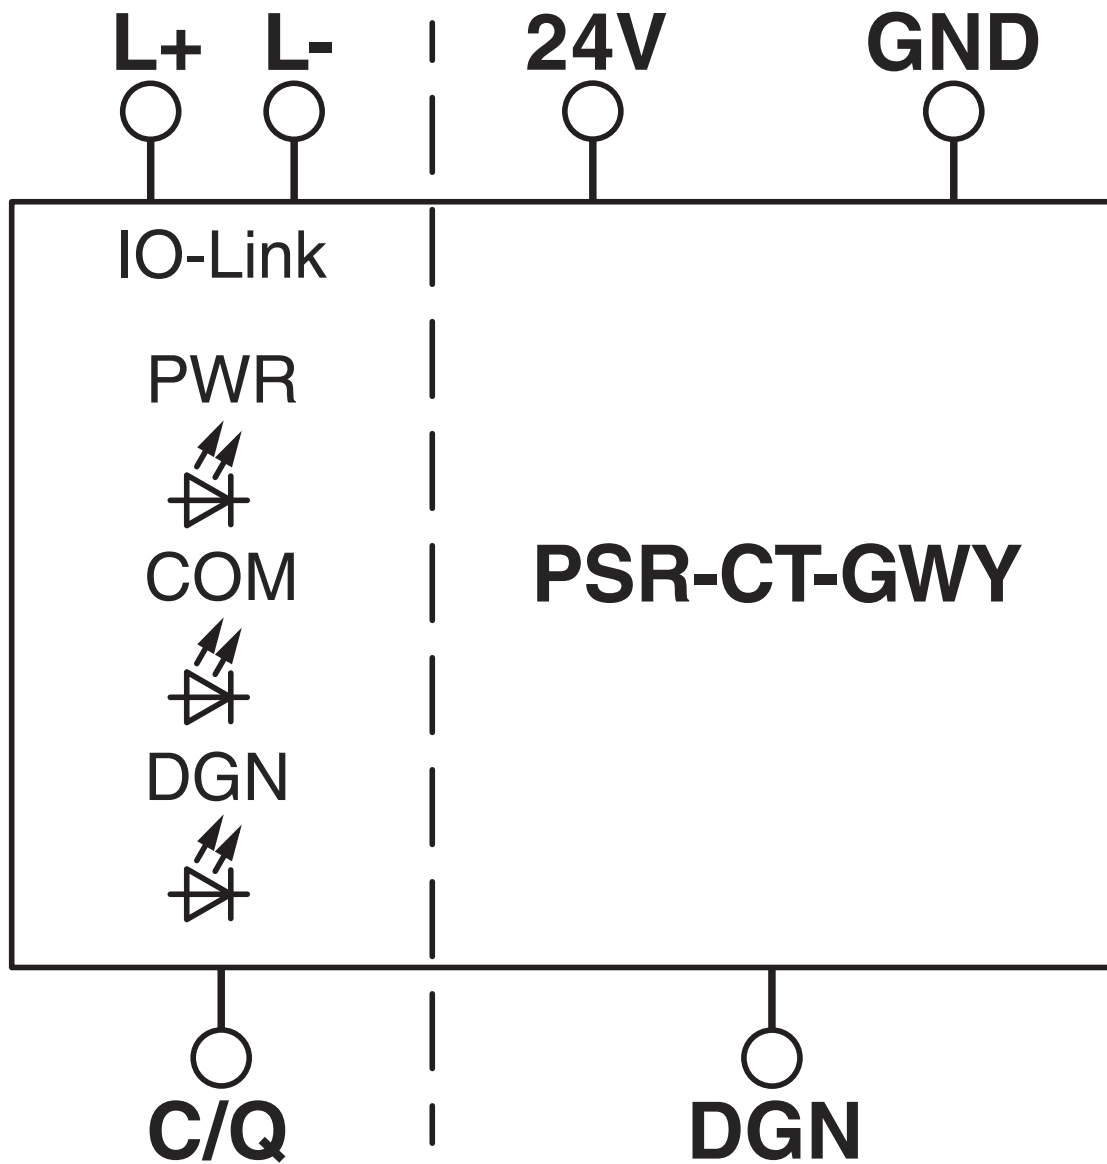 L+ L- 24V GND
IO-Link
PWR
COM
PSR-CT-GWY
DGN
C/Q DGN